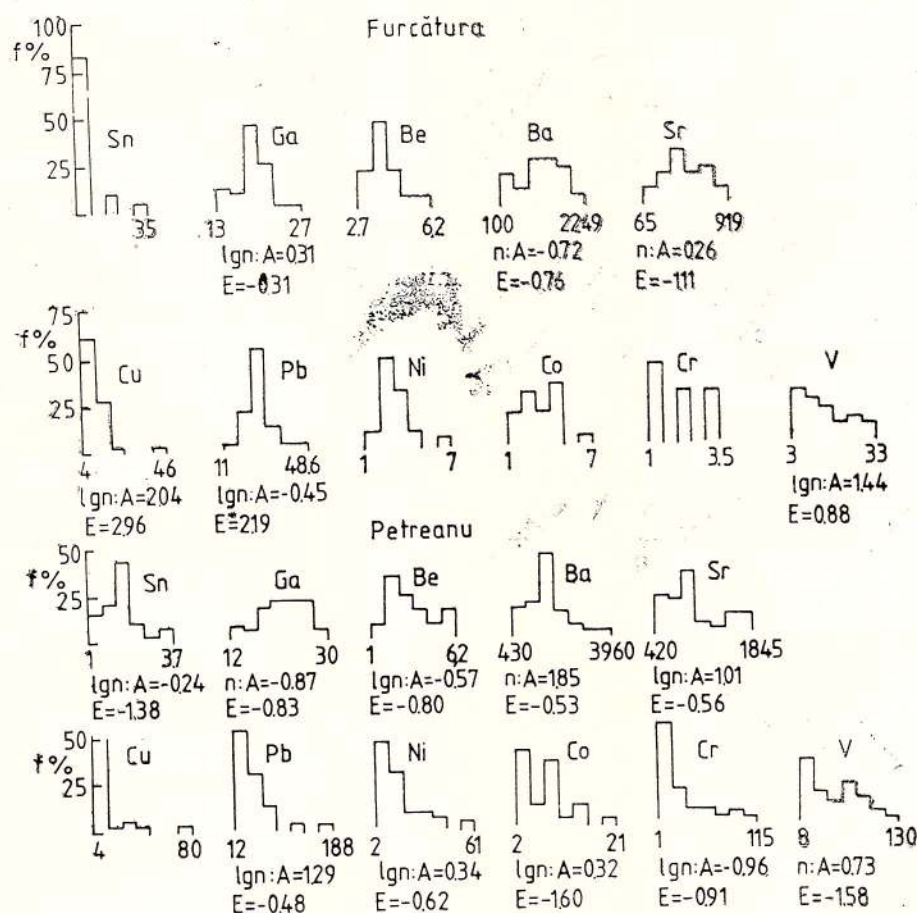 Furcătura
100
f%
75
50
25
Sn
Ga
Be
Ba
Sr
3.5
13 27
2.7 6.2
100 2249
65 919
lgn:A=0.31
E=-0.31
n:A=-0.72
E=-0.76
n:A=0.26
E=-1.11
75
f%
50
25
Cu
Pb
Ni
Co
Cr
V
4 46
11 48.6
1 7
1 7
1 3.5
3 33
lgn:A=2.04
E=2.96
lgn:A=-0.45
E=2.19
lgn:A=1.44
E=0.88
Petreanu
50
f%
25
Sn
Ga
Be
Ba
Sr
1 3.7
12 30
1 6.2
430 3960
420 1845
lgn:A=-0.24
E=-1.38
n:A=-0.87
E=-0.83
lgn:A=-0.57
E=-0.80
n:A=1.85
E=-0.53
lgn:A=1.01
E=-0.56
50
f%
25
Cu
Pb
Ni
Co
Cr
V
4 80
12 188
2 61
2 21
1 115
8 130
lgn:A=1.29
E=-0.48
lgn:A=0.34
E=-0.62
lgn:A=0.32
E=-1.60
lgn:A=-0.96
E=-0.91
n:A=0.73
E=-1.58